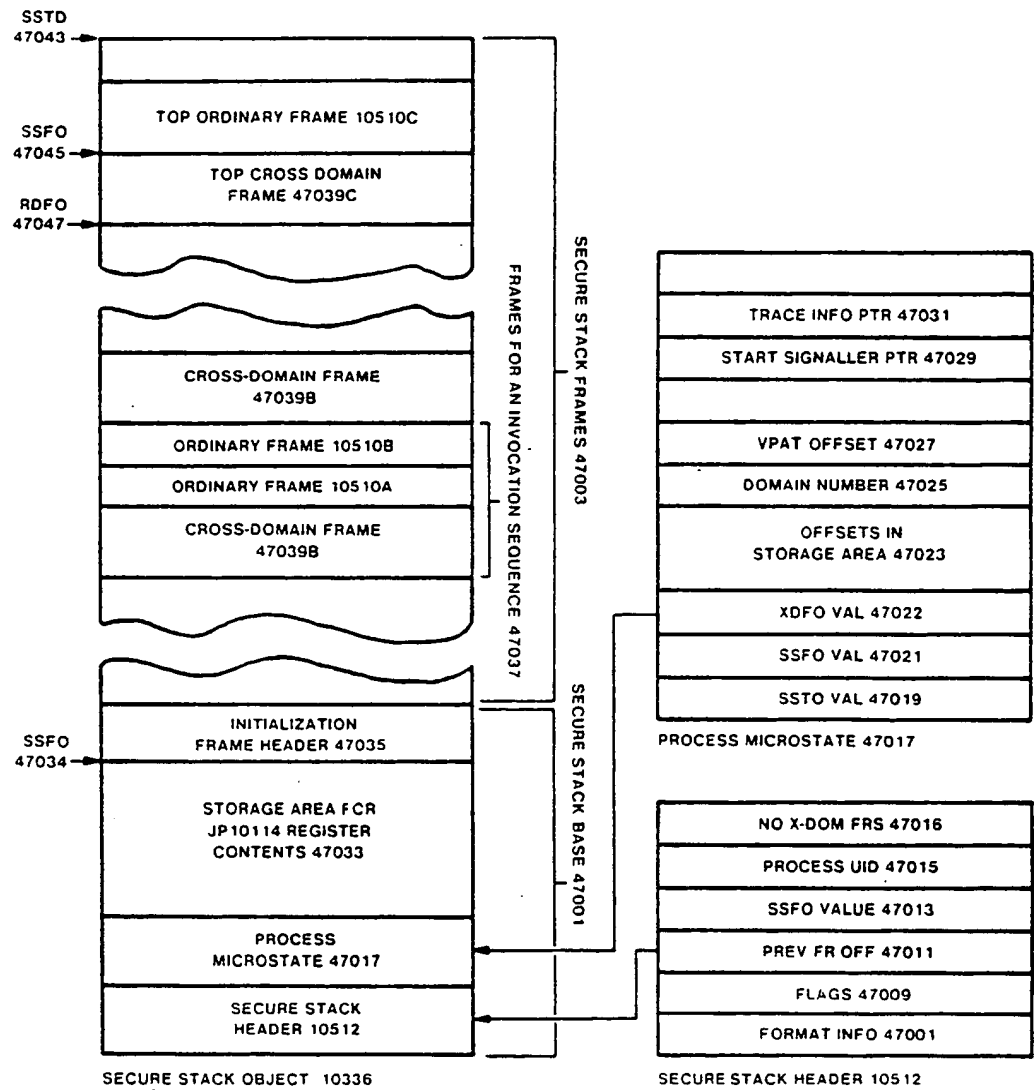 SSTD
47043
TOP ORDINARY FRAME 10510C
SSFO
47045
TOP CROSS DOMAIN
FRAME 47039C
RDFO
47047
CROSS-DOMAIN FRAME
47039B
ORDINARY FRAME 10510B
ORDINARY FRAME 10510A
CROSS-DOMAIN FRAME
47039B
FRAMES FOR AN INVOCATION SEQUENCE 47037
SECURE STACK FRAMES 47003
INITIALIZATION
FRAME HEADER 47035
SSFO
47034
STORAGE AREA FCR
JP10114 REGISTER
CONTENTS 47033
PROCESS
MICROSTATE 47017
SECURE STACK
HEADER 10512
SECURE STACK BASE 47001
SECURE STACK OBJECT 10336
TRACE INFO PTR 47031
START SIGNALLER PTR 47029
VPAT OFFSET 47027
DOMAIN NUMBER 47025
OFFSETS IN
STORAGE AREA 47023
XDFO VAL 47022
SSFO VAL 47021
SSTO VAL 47019
PROCESS MICROSTATE 47017
NO X-DOM FRS 47016
PROCESS UID 47015
SSFO VALUE 47013
PREV FR OFF 47011
FLAGS 47009
FORMAT INFO 47001
SECURE STACK HEADER 10512